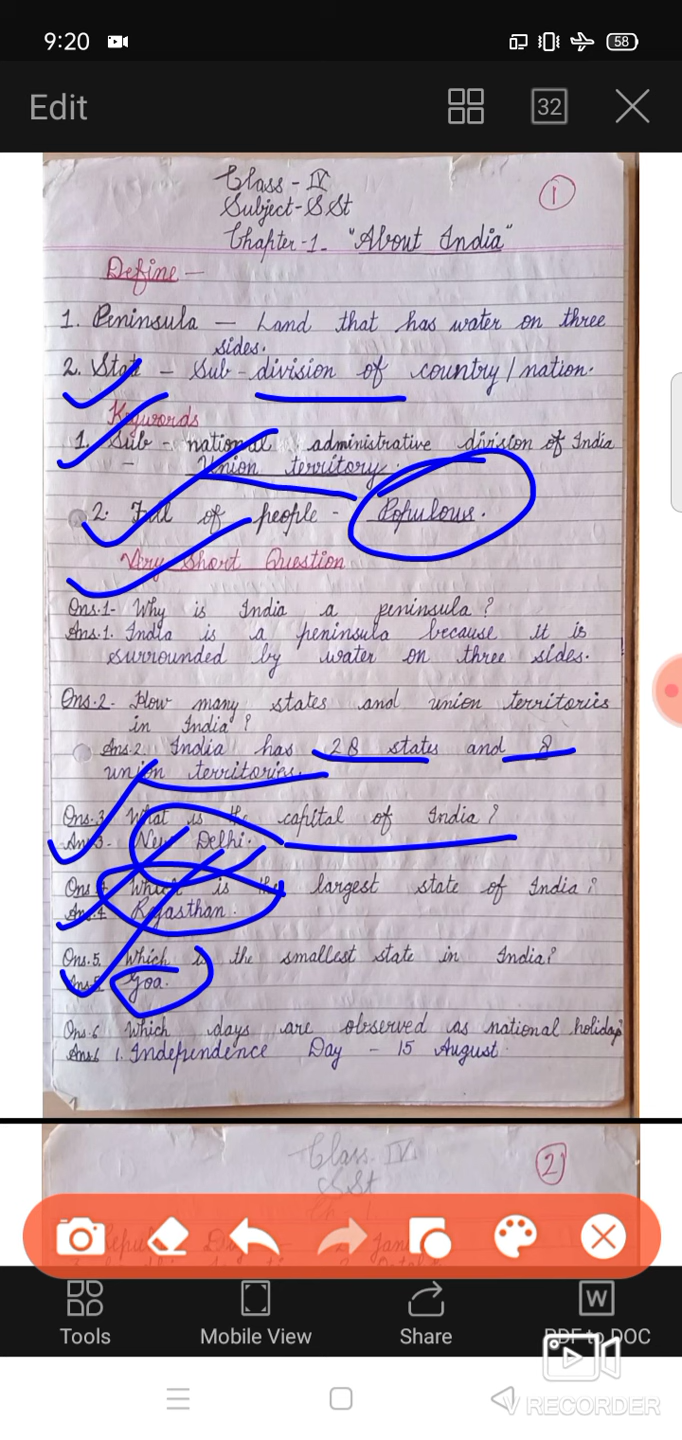 9:20
58
Edit
32
Class - IV
Subject - S.St
1
Chapter-1- "About India"
Define -
1. Peninsula - Land that has water on three
sides.
2. State - Sub-division of country/nation.
Keywords
1. Sub-national administrative division of India
- Union territory.
2. Full of people - Populous.
Very Short Question
Qns.1- Why is India a peninsula?
Ans.1. India is a peninsula because it is
surrounded by water on three sides.
Qns.2- How many states and union territories
in India?
Ans.2. India has 28 states and 8
union territories.
Qns.3 What is the capital of India?
Ans.3- New Delhi.
Qns.4 Which is the largest state of India?
Ans.4 Rajasthan.
Qns.5. Which is the smallest state in India?
Ans.5 Goa.
Qns.6 Which days are observed as national holiday?
Ans.6 1. Independence Day - 15 August.
Class IV
2
S.St
Tools
Mobile View
Share
PDF to DOC
V RECORDER